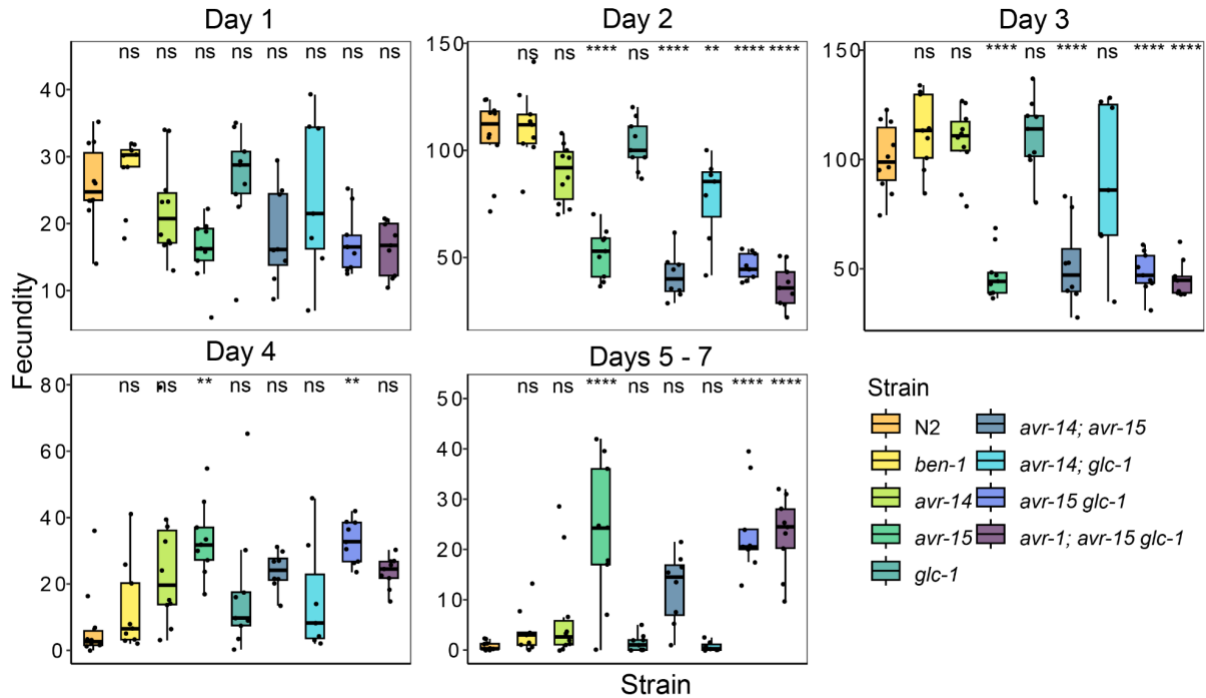 Day 1
Day 2
Day 3
ns ns ns ns ns ns ns ns
ns ns **** ns **** ** **** ****
ns ns **** ns **** ns **** ****
40
30
20
10
150
100
50
150
100
50
Fecundity
Day 4
Days 5 - 7
ns ns ** ns ns ns ** ns
ns ns **** ns ns ns **** ****
80
60
40
20
0
50
40
30
20
10
0
Strain
N2
ben-1
avr-14
avr-15
glc-1
avr-14; avr-15
avr-14; glc-1
avr-15 glc-1
avr-1; avr-15 glc-1
Strain